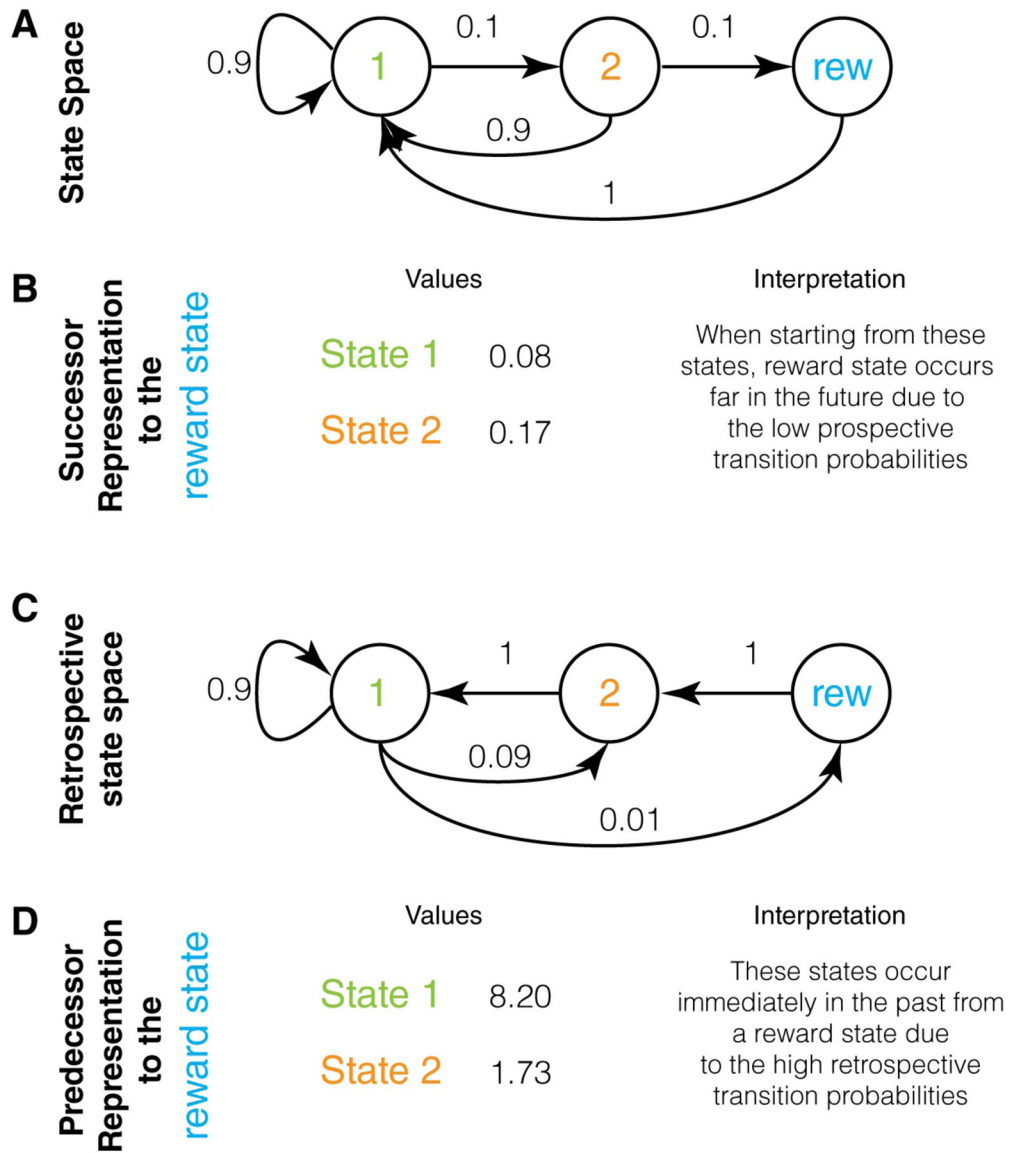 A
State Space
0.9
1
0.1
2
0.1
rew
0.9
1
B
Successor
Representation
to the
reward state
Values
Interpretation
State 1 0.08
State 2 0.17
When starting from these
states, reward state occurs
far in the future due to
the low prospective
transition probabilities
C
Retrospective
state space
0.9
1
1
2
1
rew
0.09
0.01
D
Predecessor
Representation
to the
reward state
Values
Interpretation
State 1 8.20
State 2 1.73
These states occur
immediately in the past from
a reward state due
to the high retrospective
transition probabilities